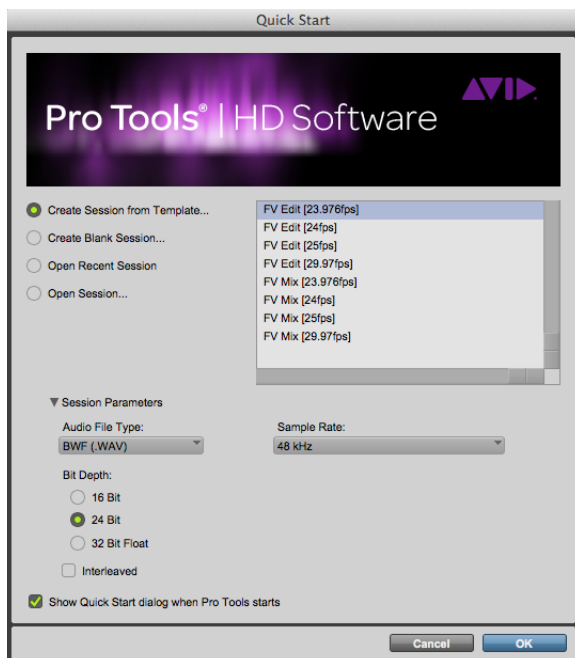 Quick Start
AVID.
Pro Tools® | HD Software
Create Session from Template...
Create Blank Session...
Open Recent Session
Open Session...
FV Edit [23.976fps]
FV Edit [24fps]
FV Edit [25fps]
FV Edit [29.97fps]
FV Mix [23.976fps]
FV Mix [24fps]
FV Mix [25fps]
FV Mix [29.97fps]
Session Parameters
Audio File Type:
BWF (.WAV)
Sample Rate:
48 kHz
Bit Depth:
16 Bit
24 Bit
32 Bit Float
Interleaved
Show Quick Start dialog when Pro Tools starts
Cancel
OK